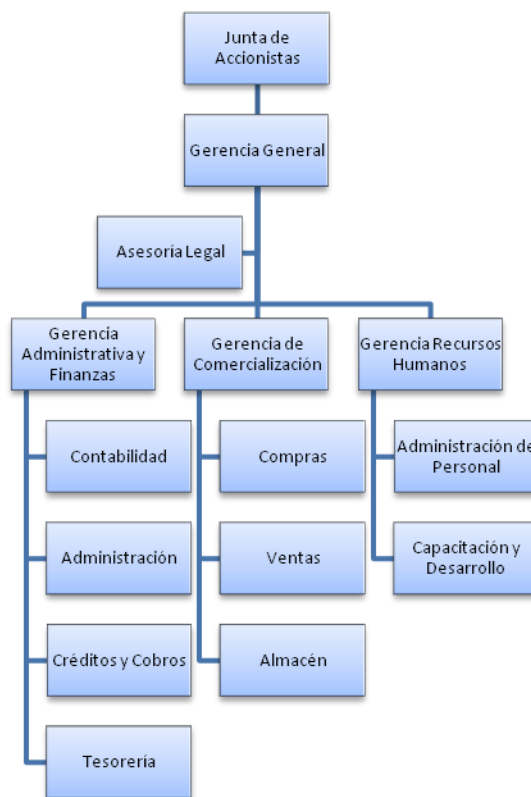 Junta de
Accionistas
Gerencia General
Asesoría Legal
Gerencia
Administrativa y
Finanzas
Gerencia de
Comercialización
Gerencia Recursos
Humanos
Contabilidad
Compras
Administración de
Personal
Administración
Ventas
Capacitación y
Desarrollo
Créditos y Cobros
Almacén
Tesorería